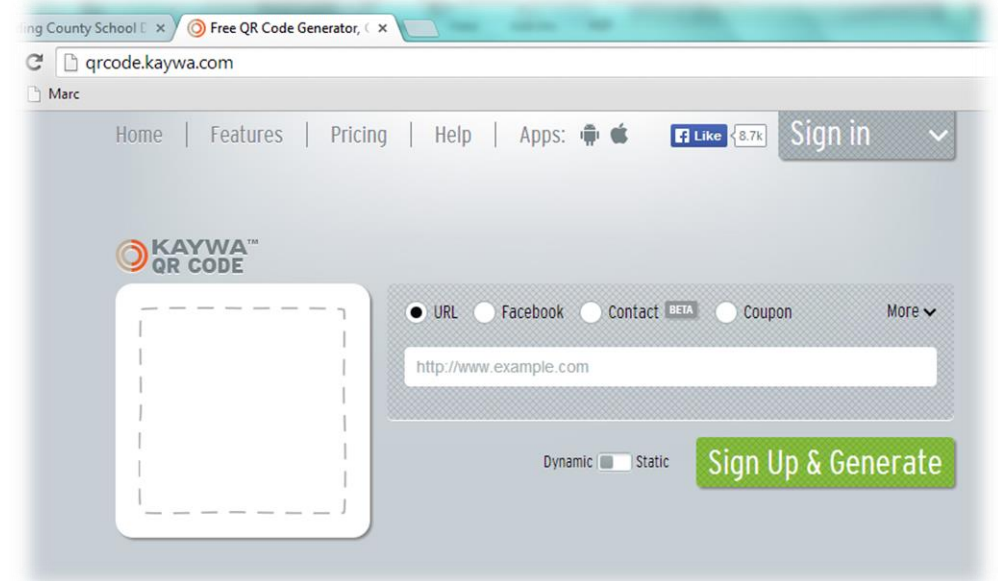 ing County School D
Free QR Code Generator, C
qrcode.kaywa.com
Marc
Home | Features | Pricing | Help | Apps:
Like 8.7k
Sign in
KAYWA™
QR CODE
URL Facebook Contact BETA Coupon More
http://www.example.com
Dynamic Static
Sign Up & Generate